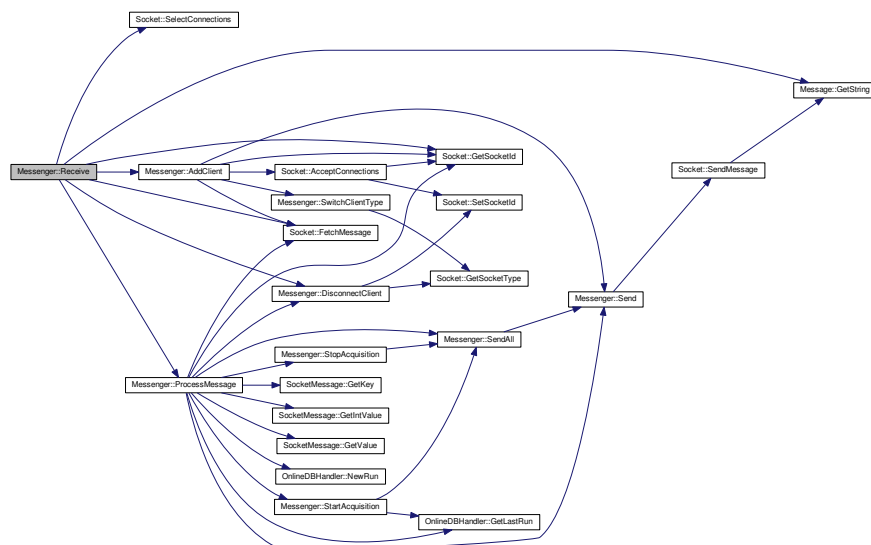 Socket::SelectConnections
Message::GetString
Socket::GetSocketId
Messenger::Receive
Messenger::AddClient
Socket::AcceptConnections
Socket::SendMessage
Messenger::SwitchClientType
Socket::SetSocketId
Socket::FetchMessage
Socket::GetSocketType
Messenger::DisconnectClient
Messenger::Send
Messenger::SendAll
Messenger::StopAcquisition
Messenger::ProcessMessage
SocketMessage::GetKey
SocketMessage::GetIntValue
SocketMessage::GetValue
OnlineDBHandler::NewRun
Messenger::StartAcquisition
OnlineDBHandler::GetLastRun